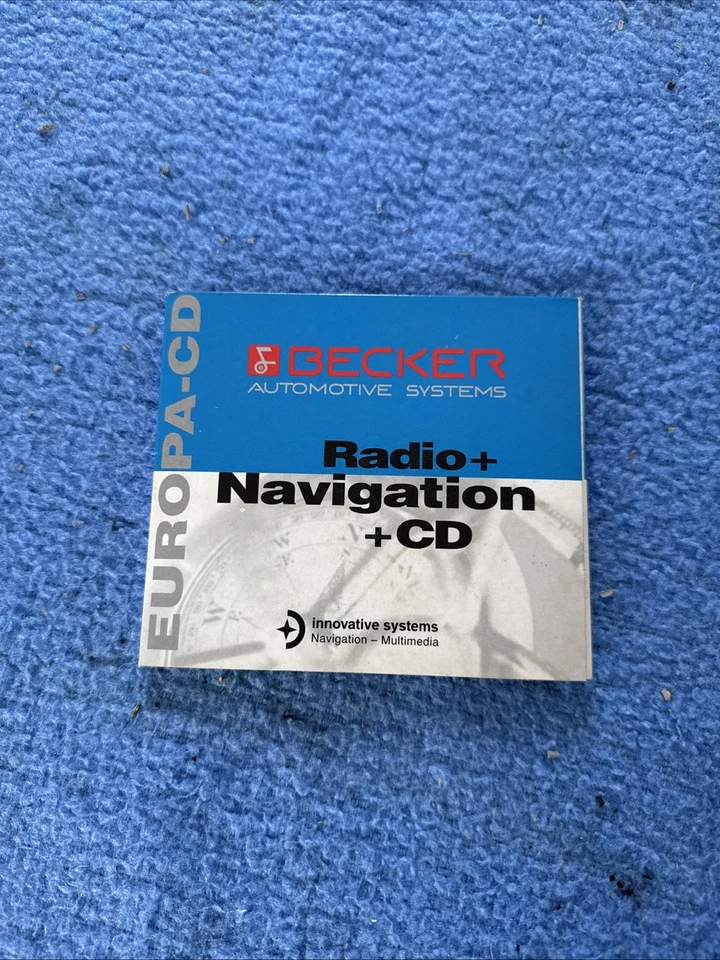 EUROPA-CD
BECKER
AUTOMOTIVE SYSTEMS
Radio+
Navigation
+CD
innovative systems
Navigation – Multimedia